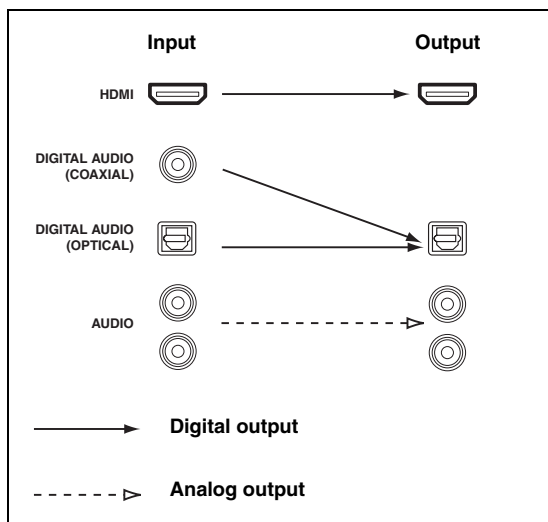 Input
Output
HDMI
DIGITAL AUDIO
(COAXIAL)
DIGITAL AUDIO
(OPTICAL)
AUDIO
Digital output
Analog output